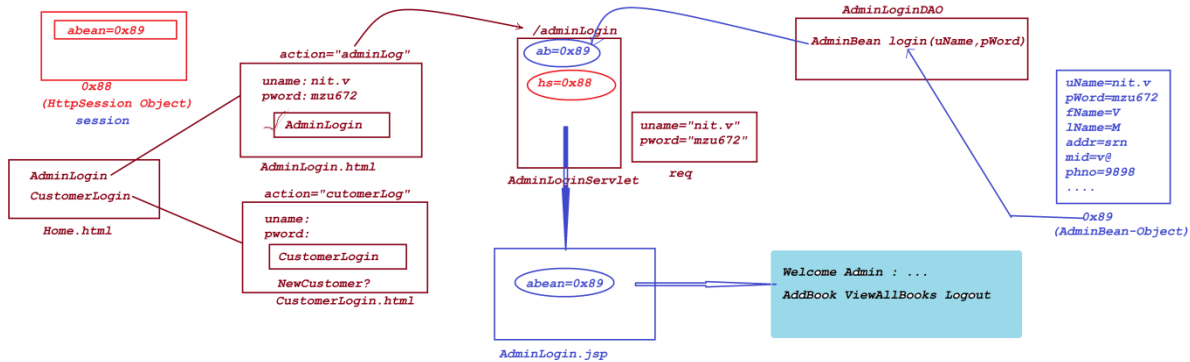 abean=0x89
0x88
(HttpSession Object)
session
AdminLogin
CustomerLogin
Home.html
action="adminLog"
uname: nit.v
pword: mzu672
AdminLogin
AdminLogin.html
action="cutomerLog"
uname:
pword:
CustomerLogin
NewCustomer?
CustomerLogin.html
/adminLogin
ab=0x89
hs=0x88
AdminLoginServlet
uname="nit.v"
pword="mzu672"
req
abean=0x89
AdminLogin.jsp
AdminLoginDAO
AdminBean login(uName,pWord)
uName=nit.v
pWord=mzu672
fName=V
lName=M
addr=srn
mid=v@
phno=9898
....
0x89
(AdminBean-Object)
Welcome Admin : ...
AddBook ViewAllBooks Logout